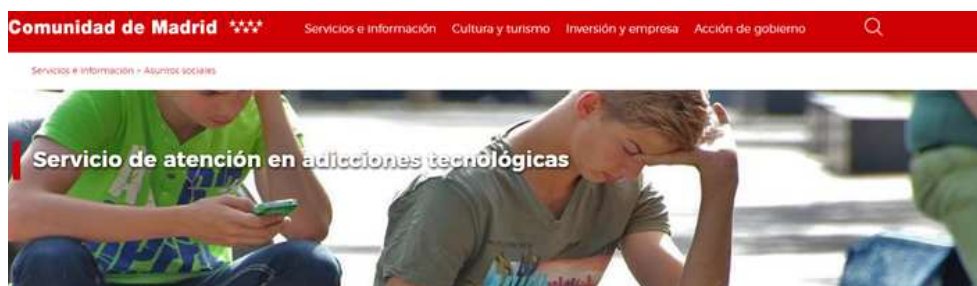 Comunidad de Madrid
Servicios e información Cultura y turismo Inversión y empresa Acción de gobierno
Servicios e información > Asuntos sociales
Servicio de atención en adicciones tecnológicas